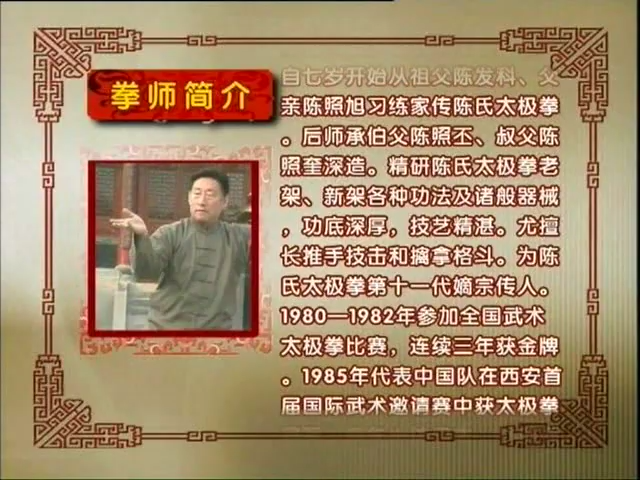 拳师简介
自七岁开始从祖父陈发科、父
亲陈照旭习练家传陈氏太极拳
。后师承伯父陈照丕、叔父陈
照奎深造。精研陈氏太极拳老
架、新架各种功法及诸般器械
，功底深厚，技艺精湛。尤擅
长推手技击和擒拿格斗。为陈
氏太极拳第十一代嫡宗传人。
1980—1982年参加全国武术
太极拳比赛，连续三年获金牌
。1985年代表中国队在西安首
届国际武术邀请赛中获太极拳